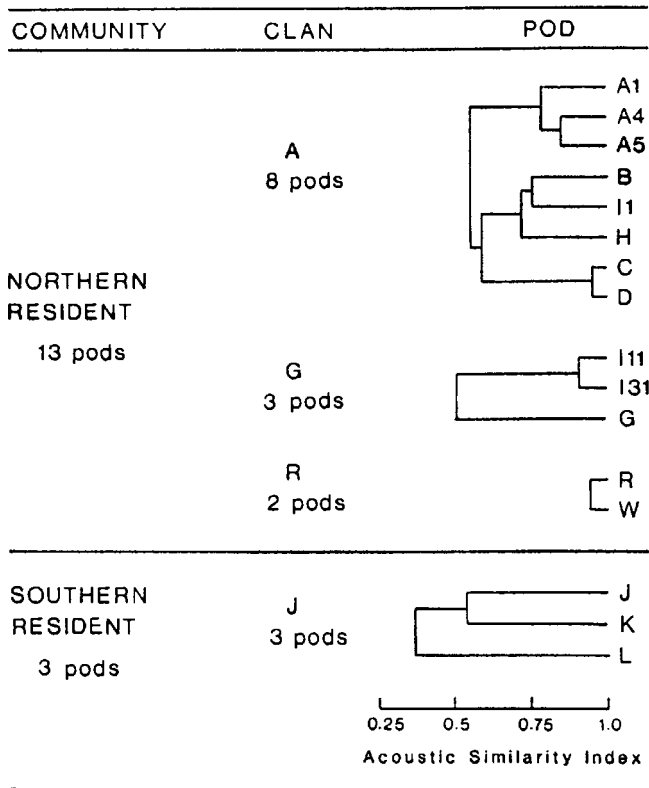 COMMUNITY CLAN POD
A1
A4
A5
A
8 pods
B
I1
H
C
D
NORTHERN
RESIDENT
13 pods
I11
I31
G
G
3 pods
R
2 pods
R
W
SOUTHERN
RESIDENT
3 pods
J
3 pods
J
K
L
0.25 0.5 0.75 1.0
Acoustic Similarity Index